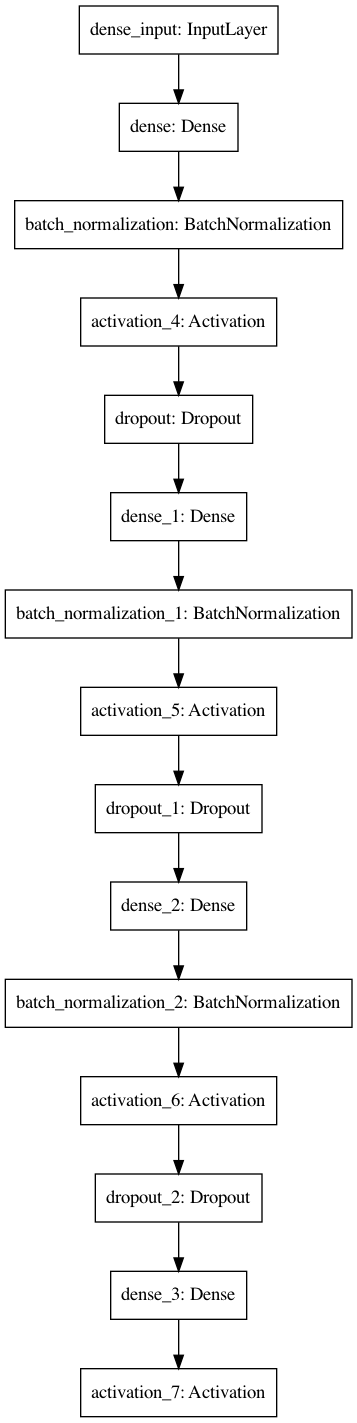 dense_input: InputLayer
dense: Dense
batch_normalization: BatchNormalization
activation_4: Activation
dropout: Dropout
dense_1: Dense
batch_normalization_1: BatchNormalization
activation_5: Activation
dropout_1: Dropout
dense_2: Dense
batch_normalization_2: BatchNormalization
activation_6: Activation
dropout_2: Dropout
dense_3: Dense
activation_7: Activation